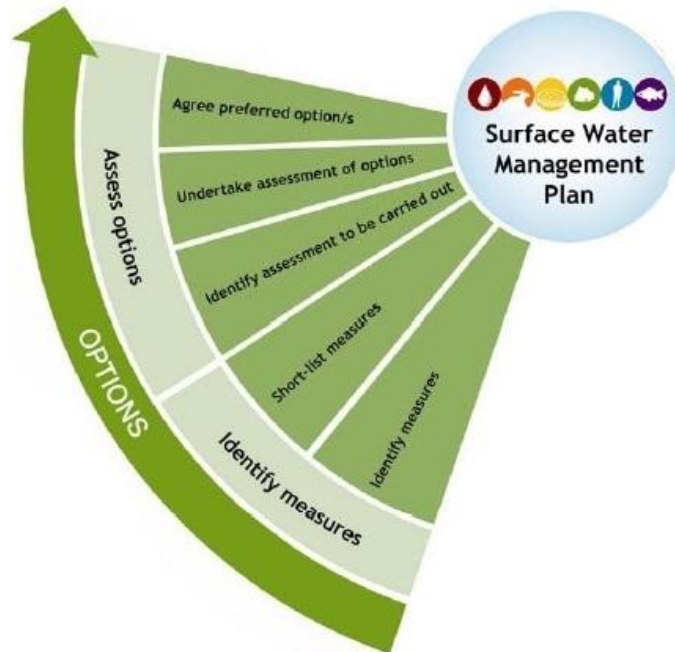 Surface Water
Management
Plan
Agree preferred option/s
Undertake assessment of options
Identify assessment to be carried out
Short-list measures
Identify measures
Assess options
Identify measures
OPTIONS